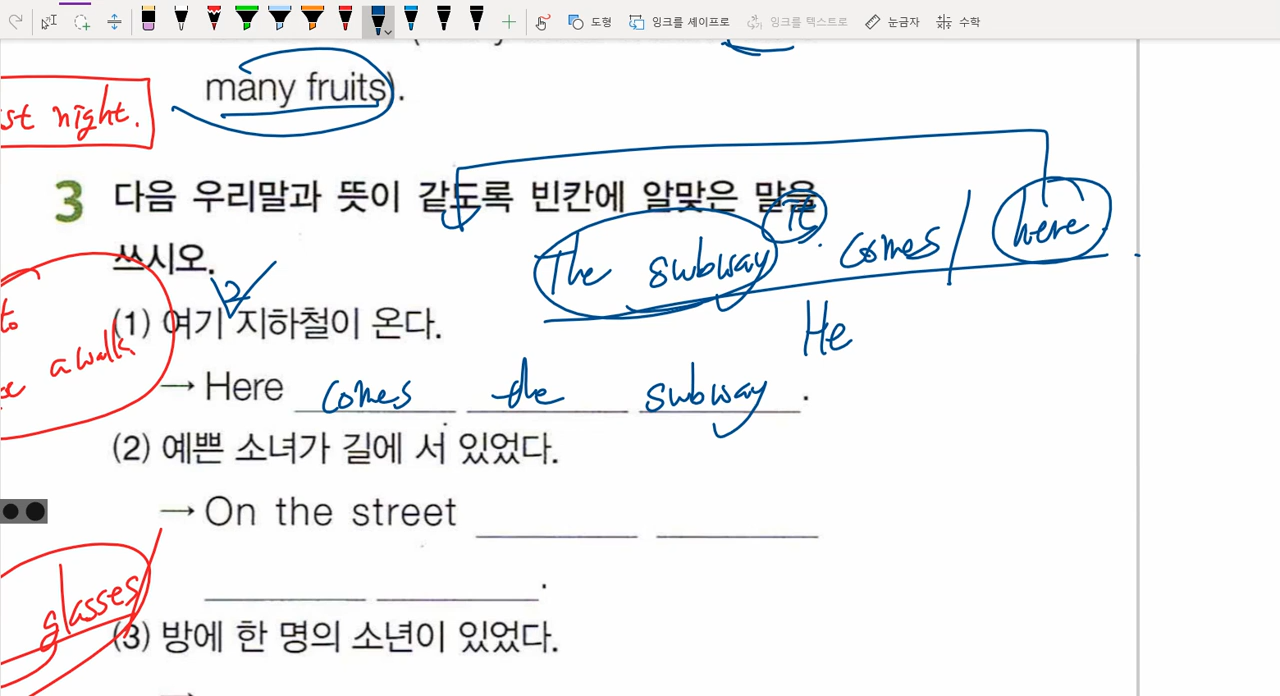 도형 잉크를 셰이프로 잉크를 텍스트로 눈금자 수학
many fruits).
st night.
3 다음 우리말과 뜻이 같도록 빈칸에 알맞은 말을
쓰시오.
The subway It comes / here.
He
to
a walk
(1) 여기 지하철이 온다.
→ Here comes the subway.
(2) 예쁜 소녀가 길에 서 있었다.
→ On the street
glasses
(3) 방에 한 명의 소년이 있었다.